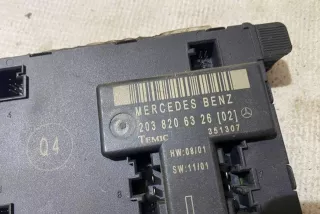 MERCEDES BENZ
203 820 63 26 [02]
TEMIC 351307
HW:08/01
SW:11/01
Q4